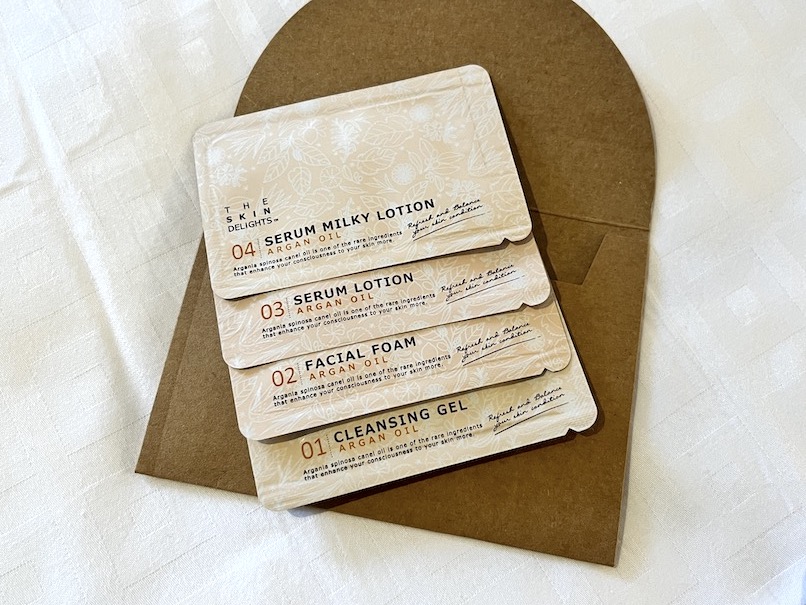 THE
SKIN
DELIGHTS™
04 SERUM MILKY LOTION
ARGAN OIL
Argania spinosa canel oil is one of the rare ingredients
that enhance your consciousness to your skin more.
Refresh and Balance
your skin condition
03 SERUM LOTION
ARGAN OIL
Argania spinosa canel oil is one of the rare ingredients
that enhance your consciousness to your skin more.
Refresh and Balance
your skin condition
02 FACIAL FOAM
ARGAN OIL
Argania spinosa canel oil is one of the rare ingredients
that enhance your consciousness to your skin more.
Refresh and Balance
your skin condition
01 CLEANSING GEL
ARGAN OIL
Argania spinosa canel oil is one of the rare ingredients
that enhance your consciousness to your skin more.
Refresh and Balance
your skin condition